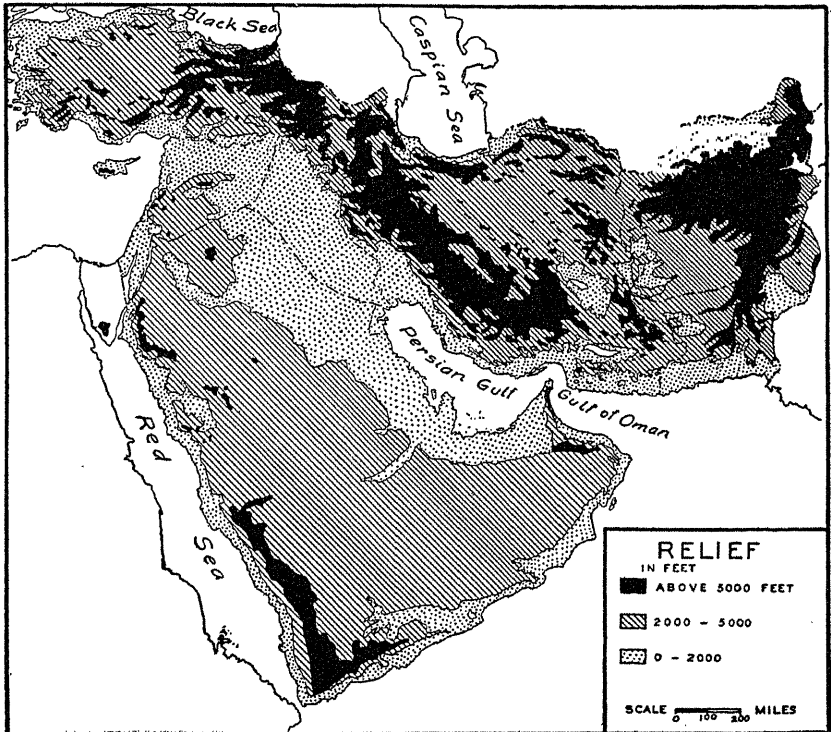 Black Sea
Caspian Sea
Persian Gulf
Gulf of Oman
Red
Sea
RELIEF
IN FEET
ABOVE 5000 FEET
2000 - 5000
0 - 2000
SCALE 0 100 200 MILES